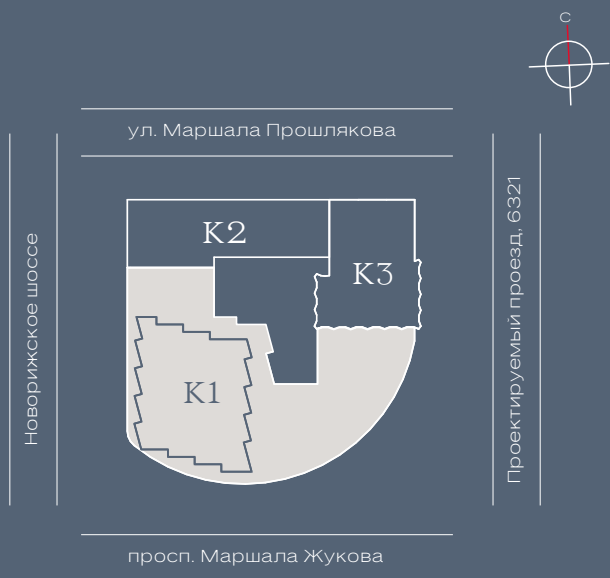 С
ул. Маршала Прошлякова
Новорижское шоссе
К2
К3
К1
Проектируемый проезд, 6321
просп. Маршала Жукова